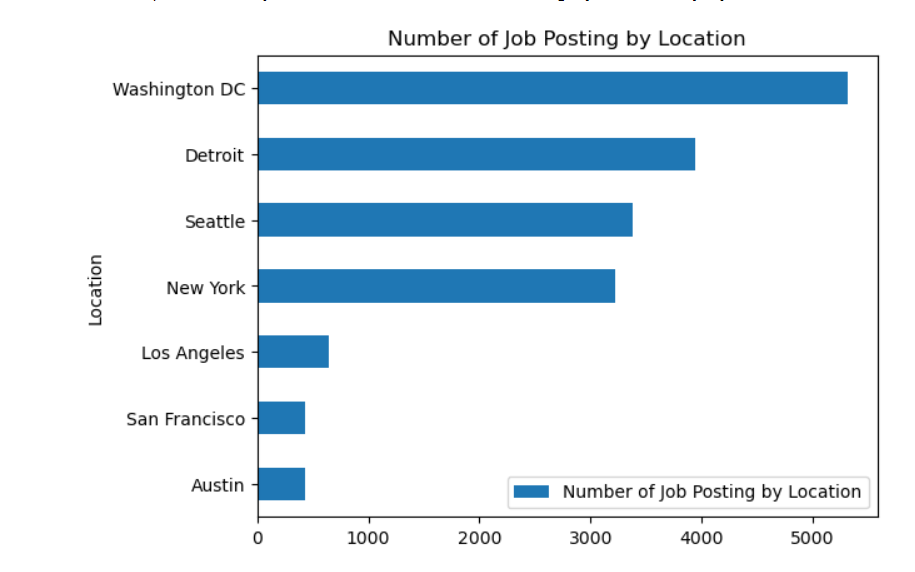 Number of Job Posting by Location
Washington DC
Detroit
Seattle
New York
Los Angeles
San Francisco
Austin
Location
Number of Job Posting by Location
0 1000 2000 3000 4000 5000